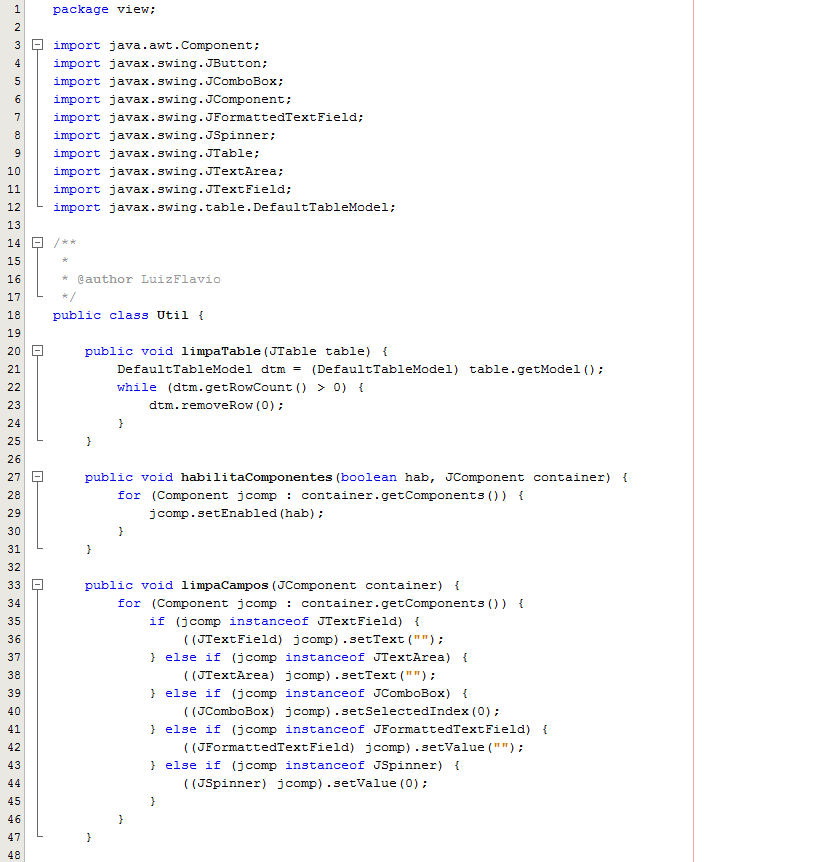 1 package view;
2
3 import java.awt.Component;
4 import javax.swing.JButton;
5 import javax.swing.JComboBox;
6 import javax.swing.JComponent;
7 import javax.swing.JFormattedTextField;
8 import javax.swing.JSpinner;
9 import javax.swing.JTable;
10 import javax.swing.JTextArea;
11 import javax.swing.JTextField;
12 import javax.swing.table.DefaultTableModel;
13
14 /**
15  *
16  * @author LuizFlavio
17  */
18 public class Util {
19
20     public void limpaTable(JTable table) {
21         DefaultTableModel dtm = (DefaultTableModel) table.getModel();
22         while (dtm.getRowCount() > 0) {
23             dtm.removeRow(0);
24         }
25     }
26
27     public void habilitaComponentes(boolean hab, JComponent container) {
28         for (Component jcomp : container.getComponents()) {
29             jcomp.setEnabled(hab);
30         }
31     }
32
33     public void limpaCampos(JComponent container) {
34         for (Component jcomp : container.getComponents()) {
35             if (jcomp instanceof JTextField) {
36                 ((JTextField) jcomp).setText("");
37             } else if (jcomp instanceof JTextArea) {
38                 ((JTextArea) jcomp).setText("");
39             } else if (jcomp instanceof JComboBox) {
40                 ((JComboBox) jcomp).setSelectedIndex(0);
41             } else if (jcomp instanceof JFormattedTextField) {
42                 ((JFormattedTextField) jcomp).setValue("");
43             } else if (jcomp instanceof JSpinner) {
44                 ((JSpinner) jcomp).setValue(0);
45             }
46         }
47     }
48